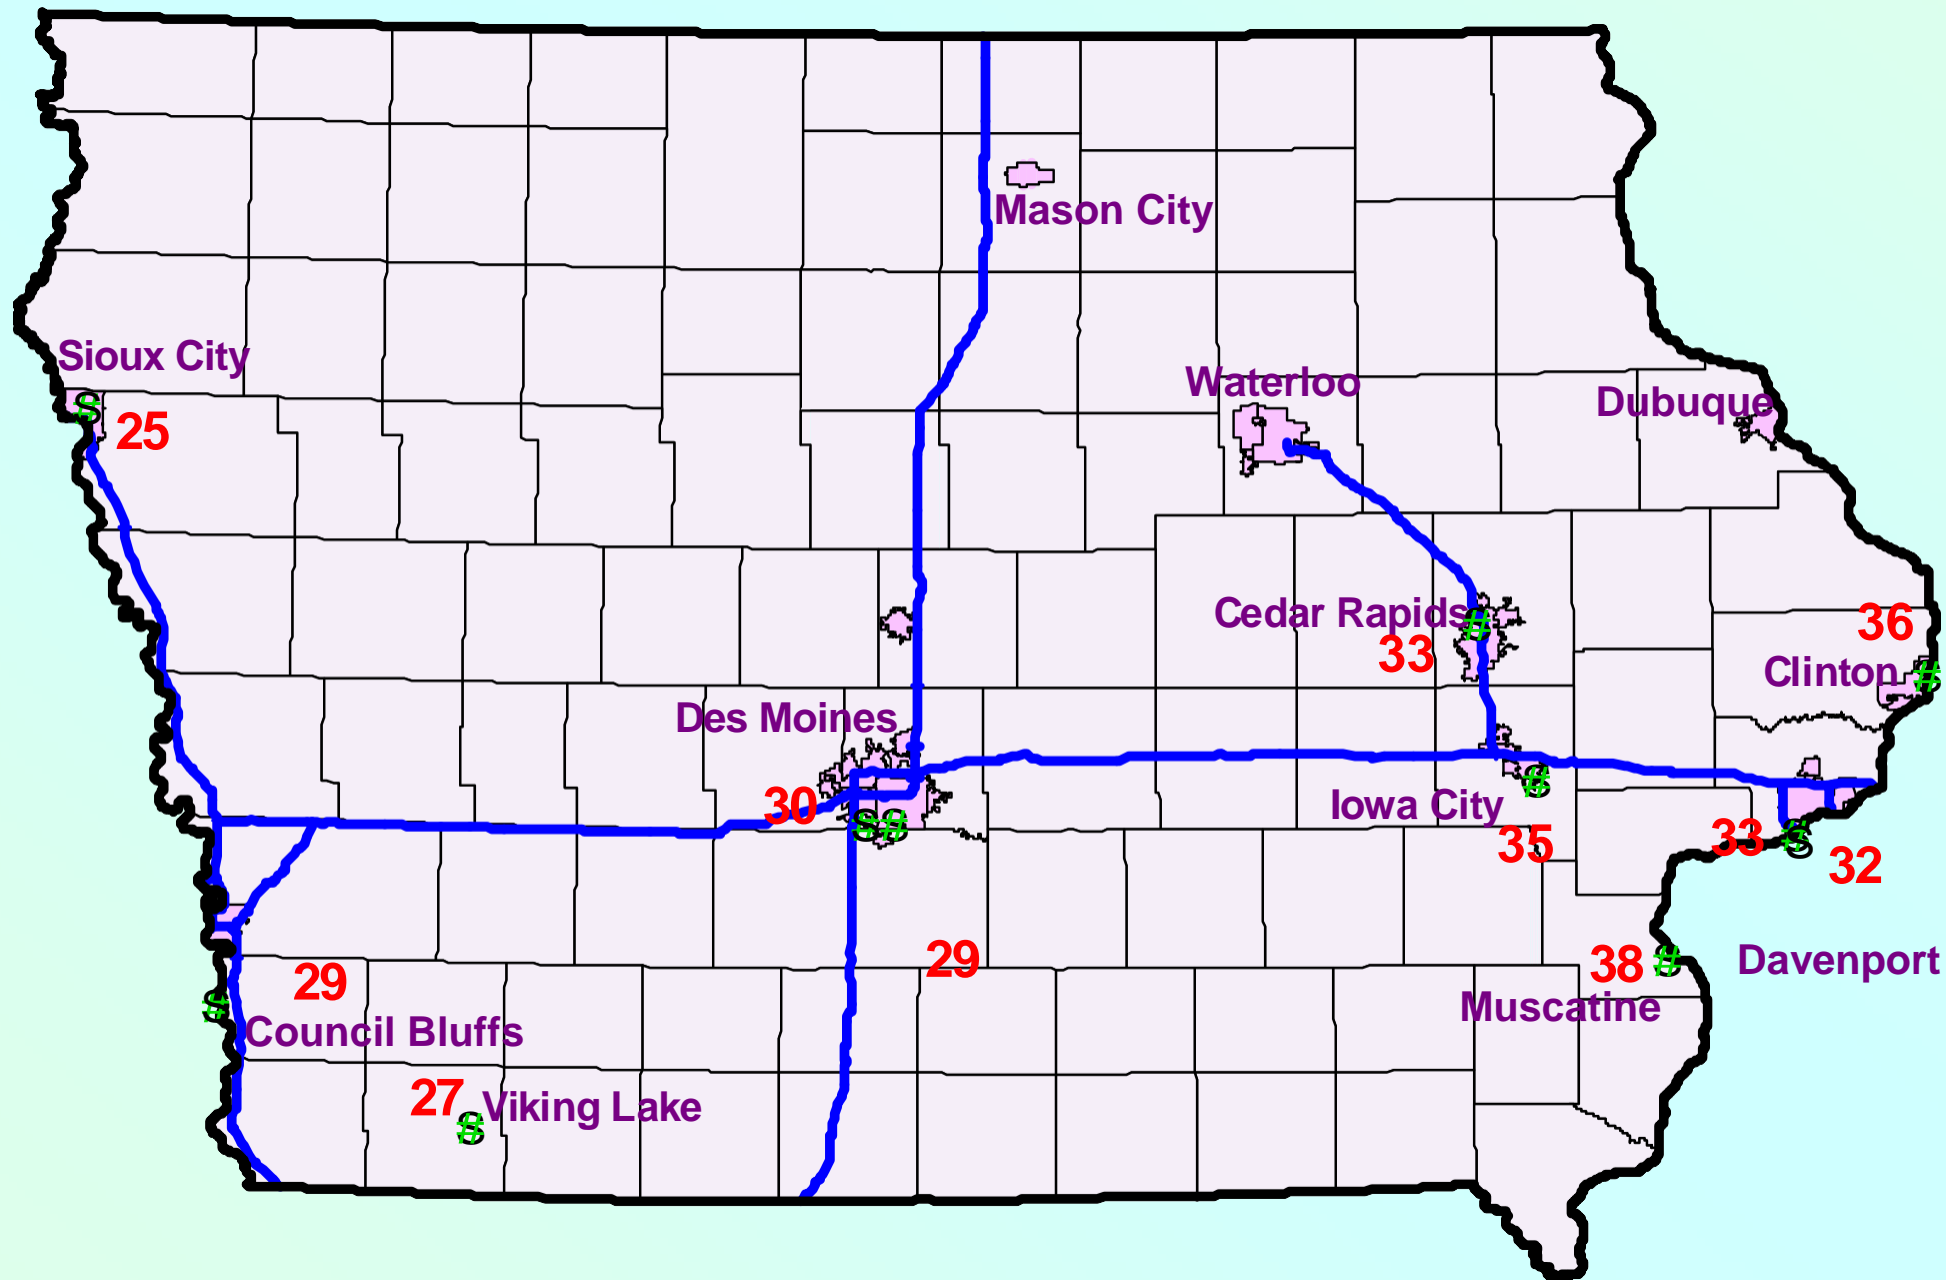 Mason City
Sioux City
25
Waterloo
Dubuque
Cedar Rapids
33
36
Clinton
Des Moines
30
Iowa City
35
33
32
29
29
38
Davenport
Muscatine
Council Bluffs
27
Viking Lake